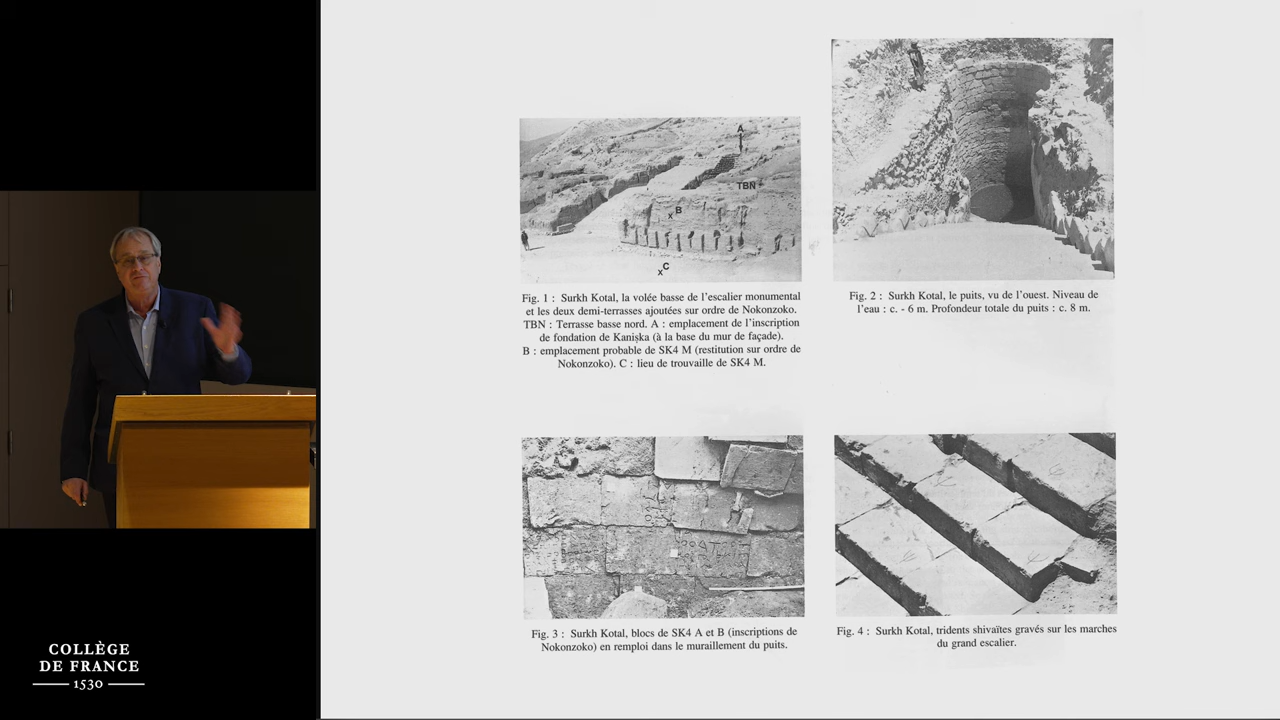 A
TBN
B
x
C
x
Fig. 1 : Surkh Kotal, la volée basse de l'escalier monumental
et les deux demi-terrasses ajoutées sur ordre de Nokonzoko.
TBN : Terrasse basse nord. A : emplacement de l'inscription
de fondation de Kaniṣka (à la base du mur de façade).
B : emplacement probable de SK4 M (restitution sur ordre de
Nokonzoko). C : lieu de trouvaille de SK4 M.
Fig. 2 : Surkh Kotal, le puits, vu de l'ouest. Niveau de
l'eau : c. - 6 m. Profondeur totale du puits : c. 8 m.
Fig. 3 : Surkh Kotal, blocs de SK4 A et B (inscriptions de
Nokonzoko) en remploi dans le muraillement du puits.
Fig. 4 : Surkh Kotal, tridents shivaïtes gravés sur les marches
du grand escalier.
COLLÈGE
DE FRANCE
1530